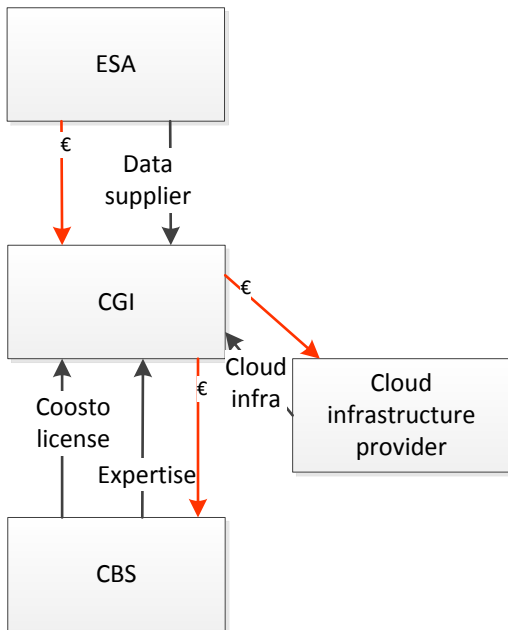 ESA
€
Data
supplier
CGI
€
Cloud
infra
Cloud
infrastructure
provider
Coosto
license
€
Expertise
CBS